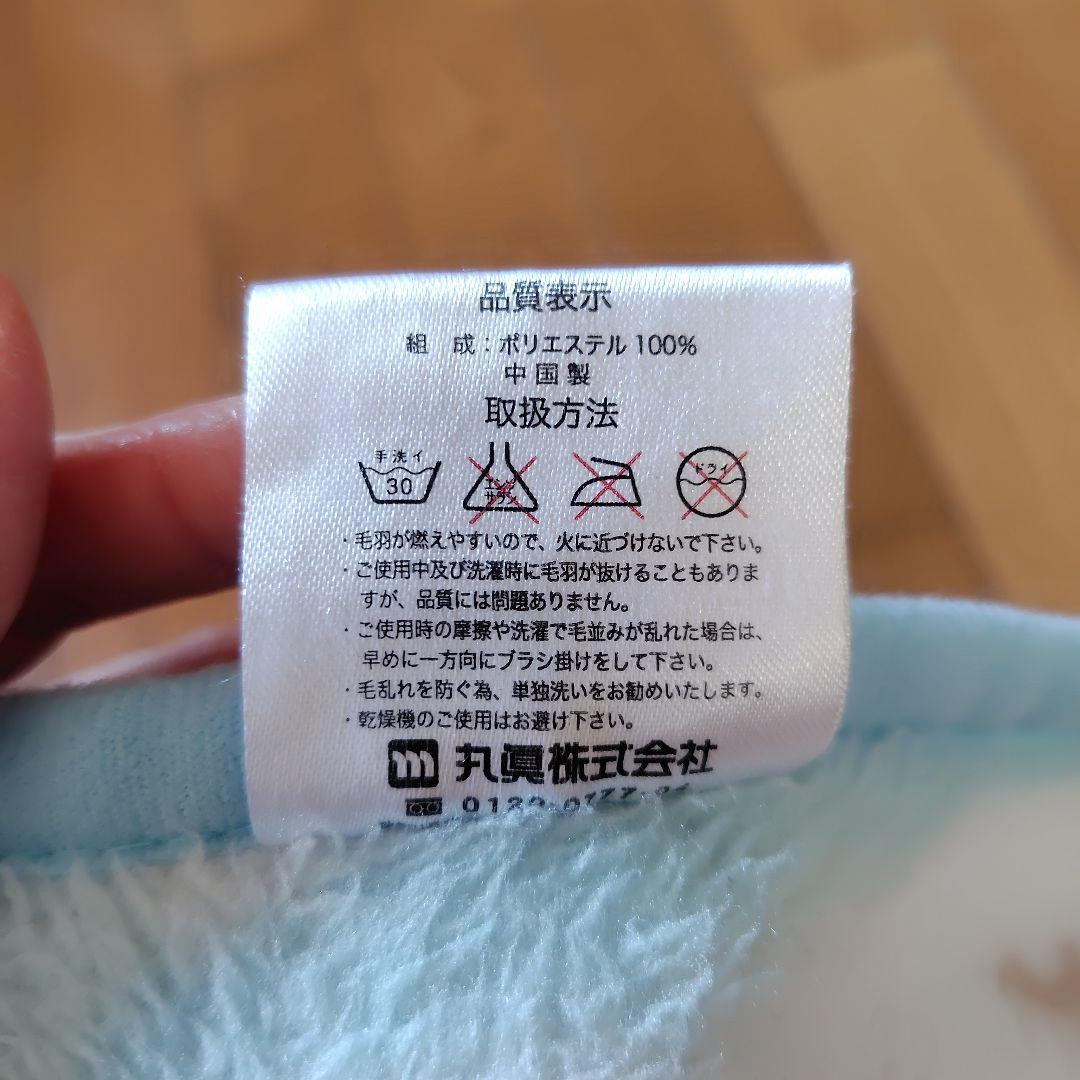 品質表示
組 成：ポリエステル 100%
中国製
取扱方法
手洗イ
30
エンソ
サラシ
ドライ
・毛羽が燃えやすいので、火に近づけないで下さい。
・ご使用中及び洗濯時に毛羽が抜けることもありま
すが、品質には問題ありません。
・ご使用時の摩擦や洗濯で毛並みが乱れた場合は、
早めに一方向にブラシ掛けをして下さい。
・毛乱れを防ぐ為、単独洗いをお勧めいたします。
・乾燥機のご使用はお避け下さい。
丸眞株式会社
0120-0177-